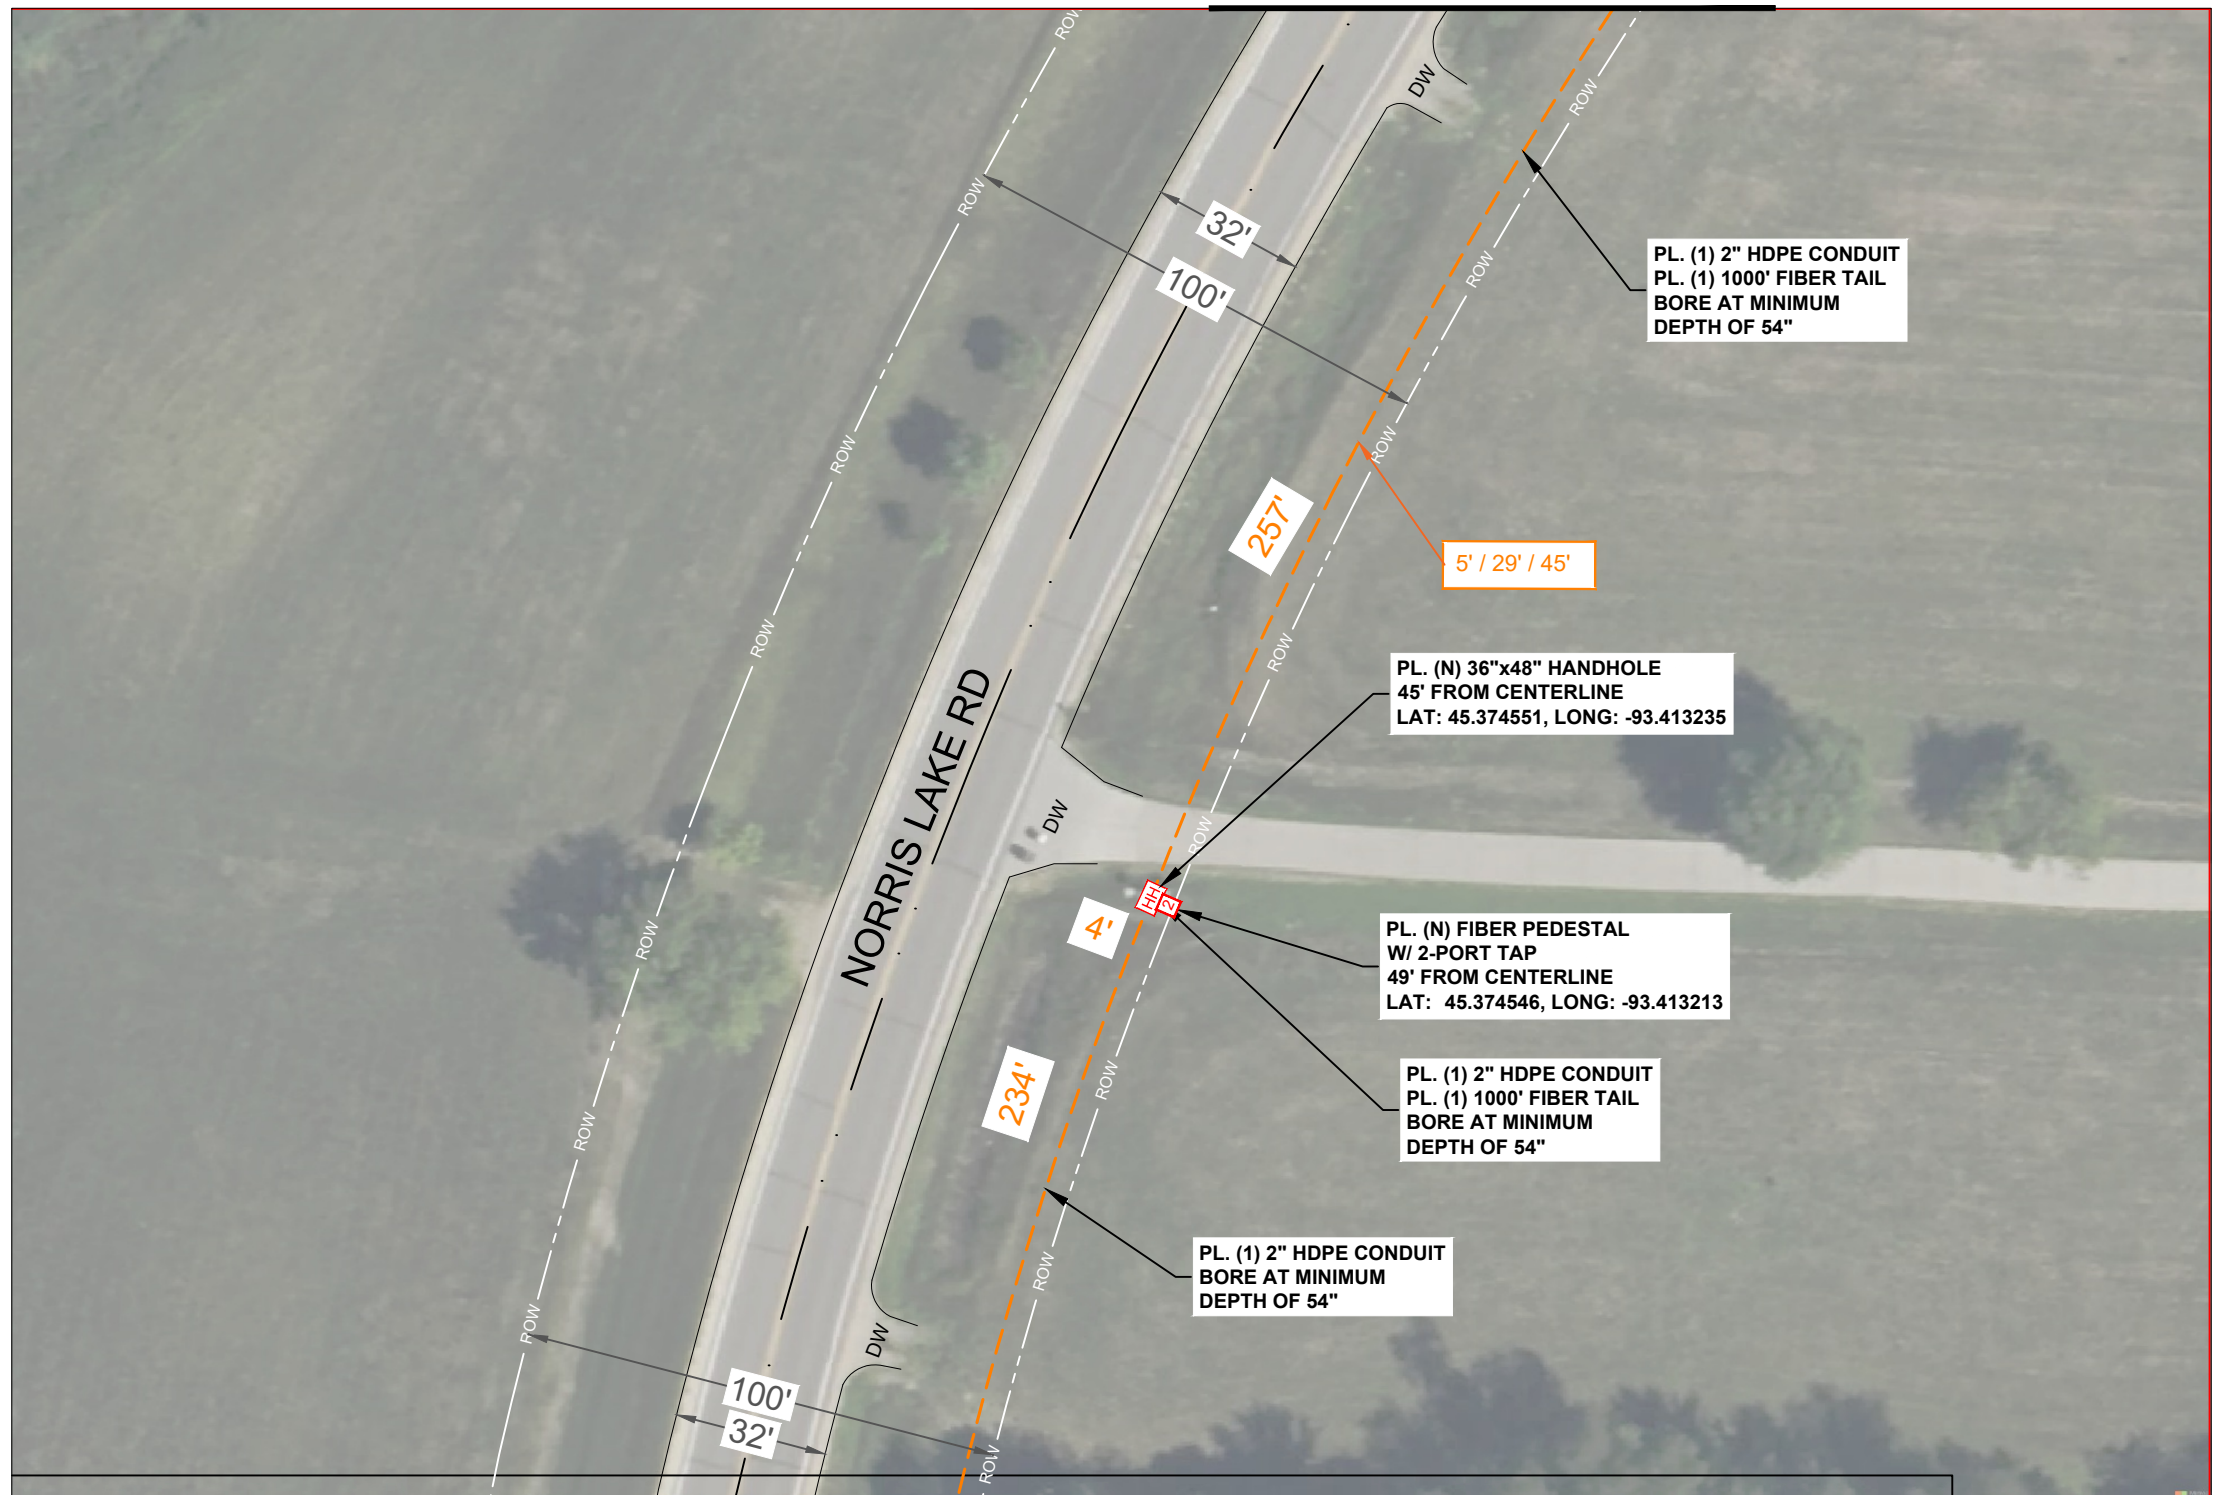 ROW
DW
ROW
ROW
32'
100'
ROW
PL. (1) 2" HDPE CONDUIT
PL. (1) 1000' FIBER TAIL
BORE AT MINIMUM
DEPTH OF 54"
ROW
ROW
257'
5' / 29' / 45'
ROW
ROW
PL. (N) 36"x48" HANDHOLE
45' FROM CENTERLINE
LAT: 45.374551, LONG: -93.413235
NORRIS LAKE RD
DW
ROW
HH
2
4'
ROW
PL. (N) FIBER PEDESTAL
W/ 2-PORT TAP
49' FROM CENTERLINE
LAT: 45.374546, LONG: -93.413213
PL. (1) 2" HDPE CONDUIT
PL. (1) 1000' FIBER TAIL
BORE AT MINIMUM
DEPTH OF 54"
234'
ROW
ROW
PL. (1) 2" HDPE CONDUIT
BORE AT MINIMUM
DEPTH OF 54"
ROW
ROW
DW
100'
32'
ROW